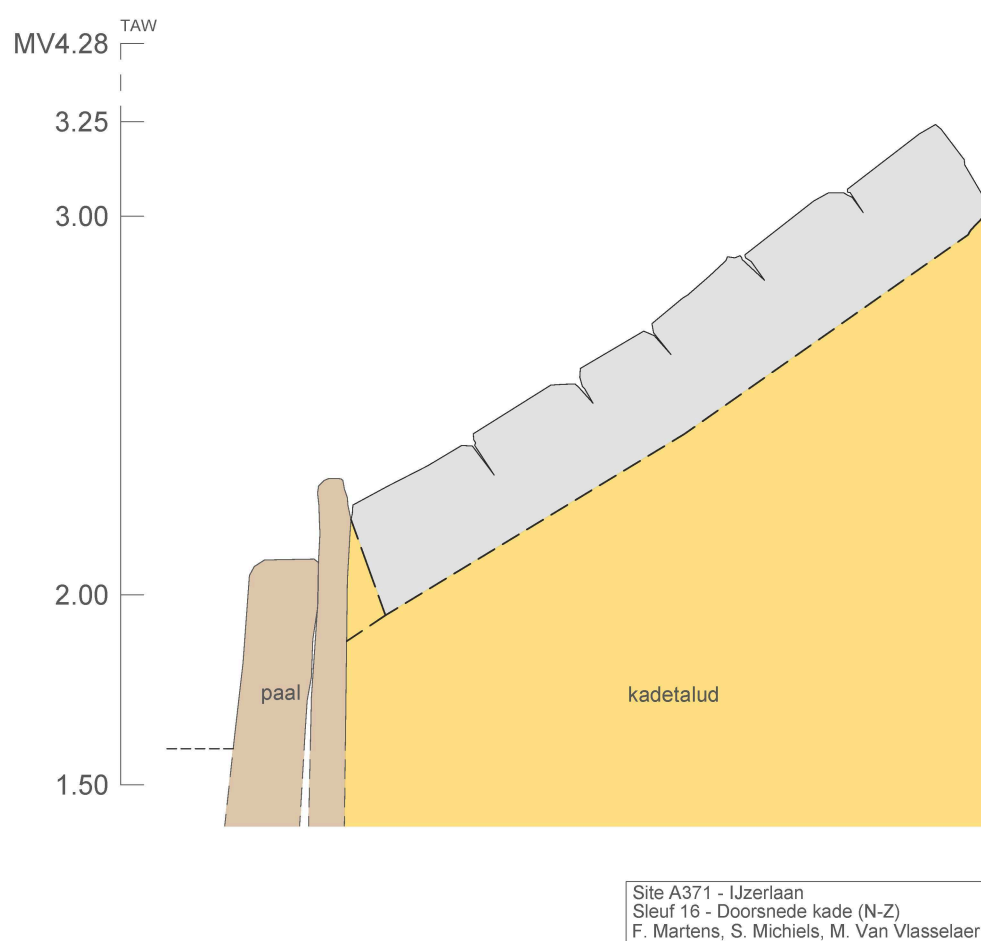 TAW
MV4.28
3.25
3.00
2.00
paal
kadetalud
1.50
Site A371 - IJzerlaan
Sleuf 16 - Doorsnede kade (N-Z)
F. Martens, S. Michiels, M. Van Vlasselaer